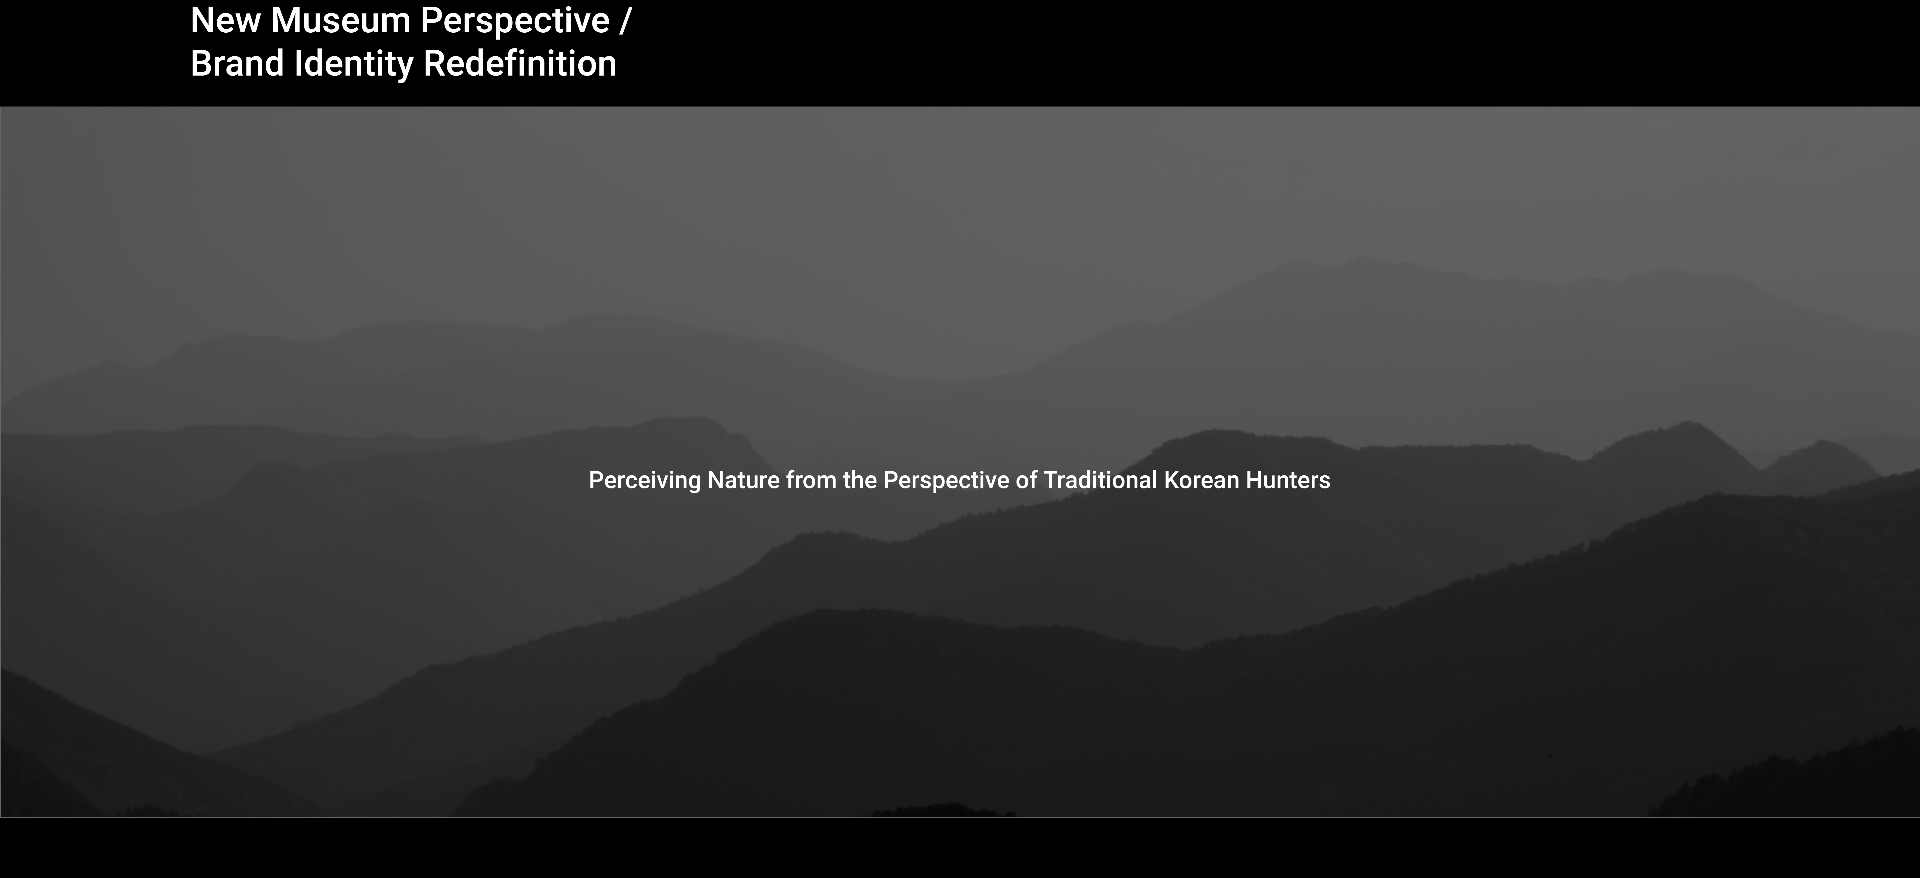 New Museum Perspective /
Brand Identity Redefinition
Perceiving Nature from the Perspective of Traditional Korean Hunters